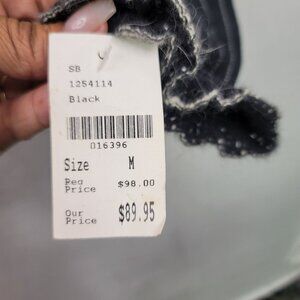 SB
1254114
Black
016396
Size M
Reg
Price $98.00
Our
Price $89.95